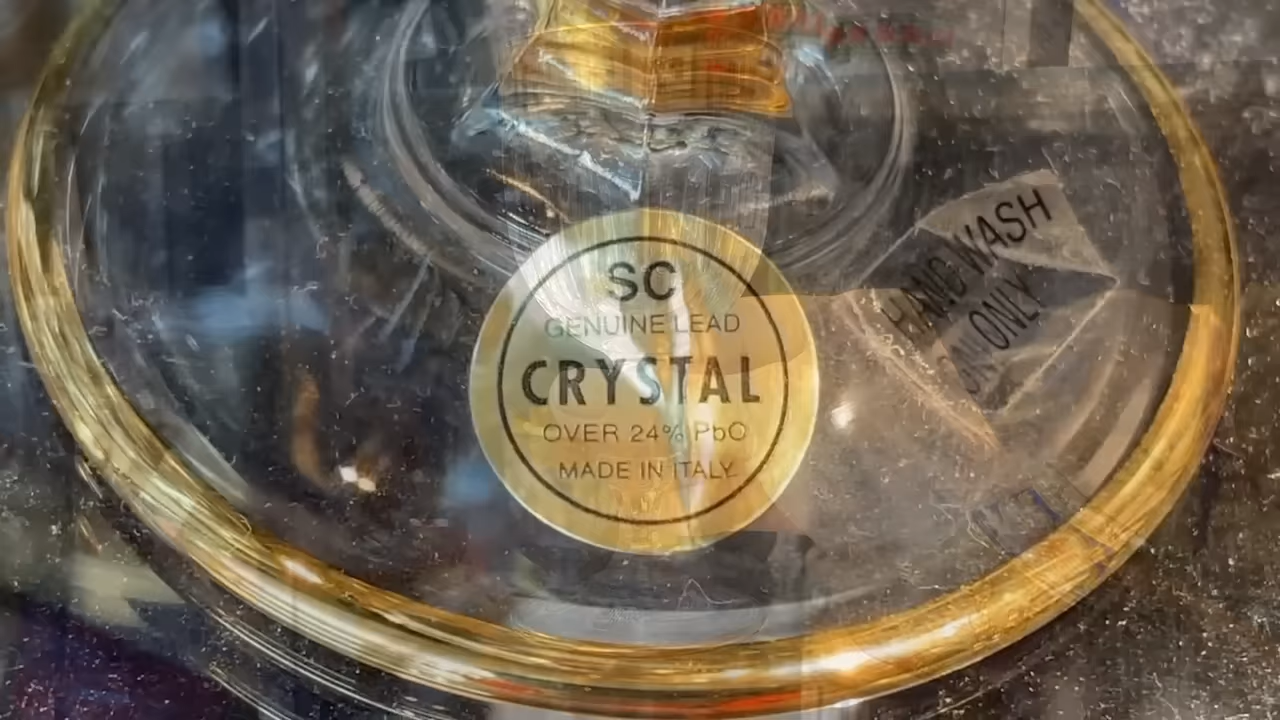 SC
GENUINE LEAD
CRYSTAL
OVER 24% PbO
MADE IN ITALY
HAND WASH
ONLY